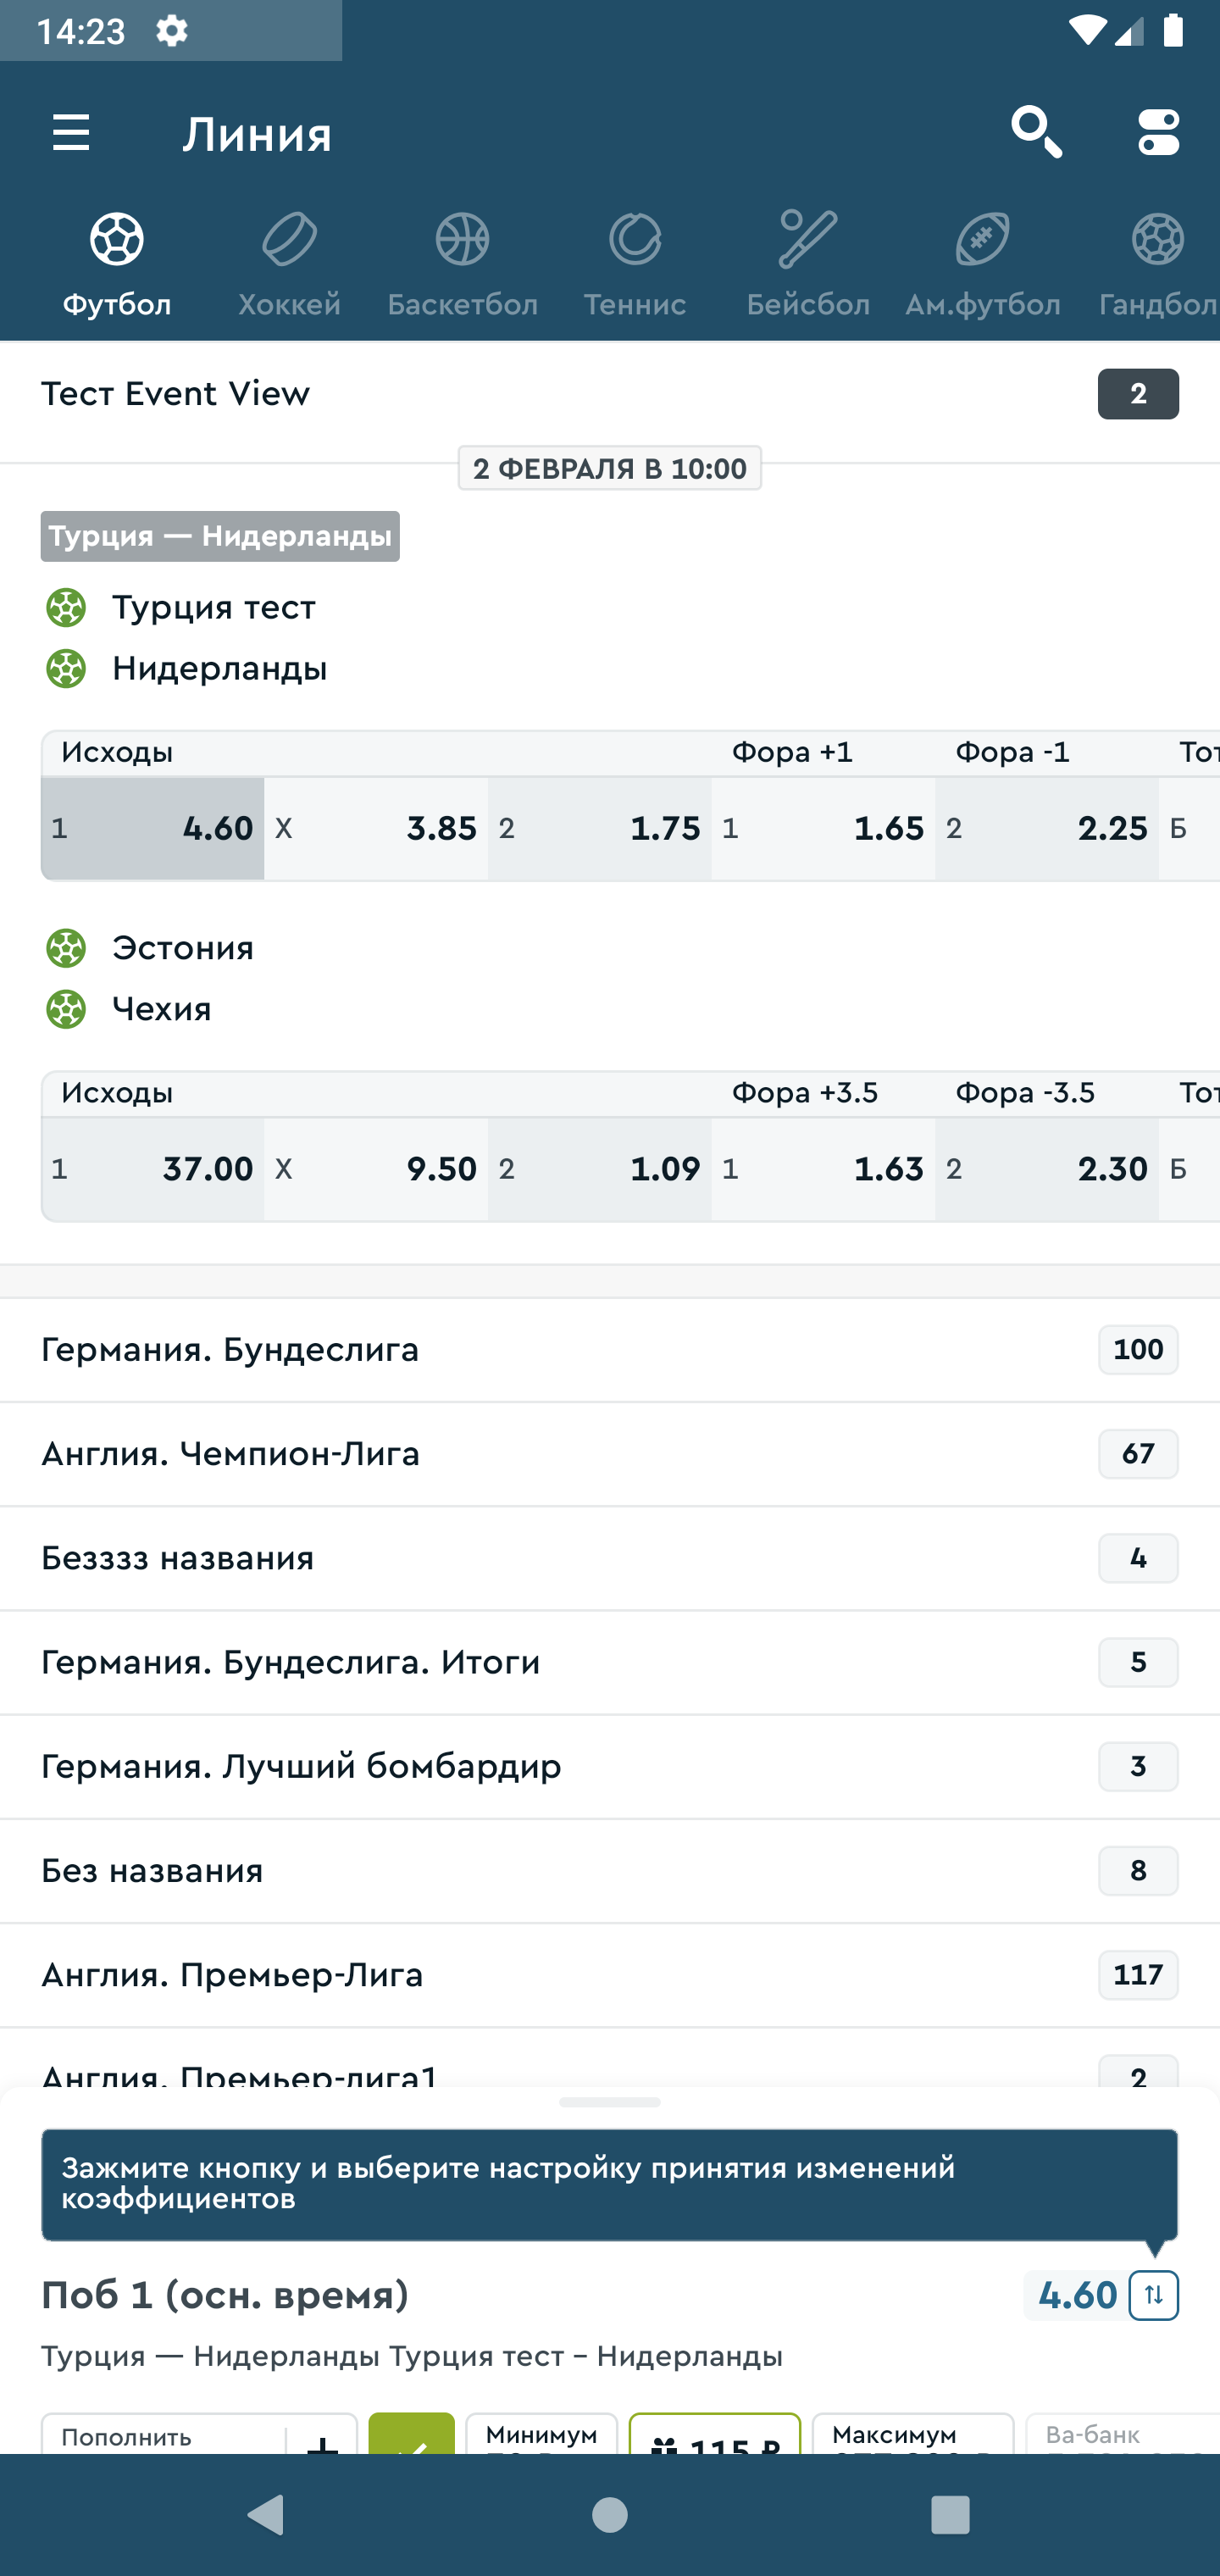 14:23
Линия
Футбол Хоккей Баскетбол Теннис Бейсбол Ам.футбол Гандбол
Тест Event View 2
2 ФЕВРАЛЯ В 10:00
Турция — Нидерланды
Турция тест
Нидерланды
Исходы Фора +1 Фора -1
1 4.60 X 3.85 2 1.75 1 1.65 2 2.25 Б
Эстония
Чехия
Исходы Фора +3.5 Фора -3.5
1 37.00 X 9.50 2 1.09 1 1.63 2 2.30 Б
Германия. Бундеслига 100
Англия. Чемпион-Лига 67
Безззз названия 4
Германия. Бундеслига. Итоги 5
Германия. Лучший бомбардир 3
Без названия 8
Англия. Премьер-Лига 117
Англия. Премьер-лига1 2
Зажмите кнопку и выберите настройку принятия изменений
коэффициентов
Поб 1 (осн. время) 4.60
Турция — Нидерланды Турция тест – Нидерланды
Пополнить Минимум 115 ₽ Максимум Ва-банк